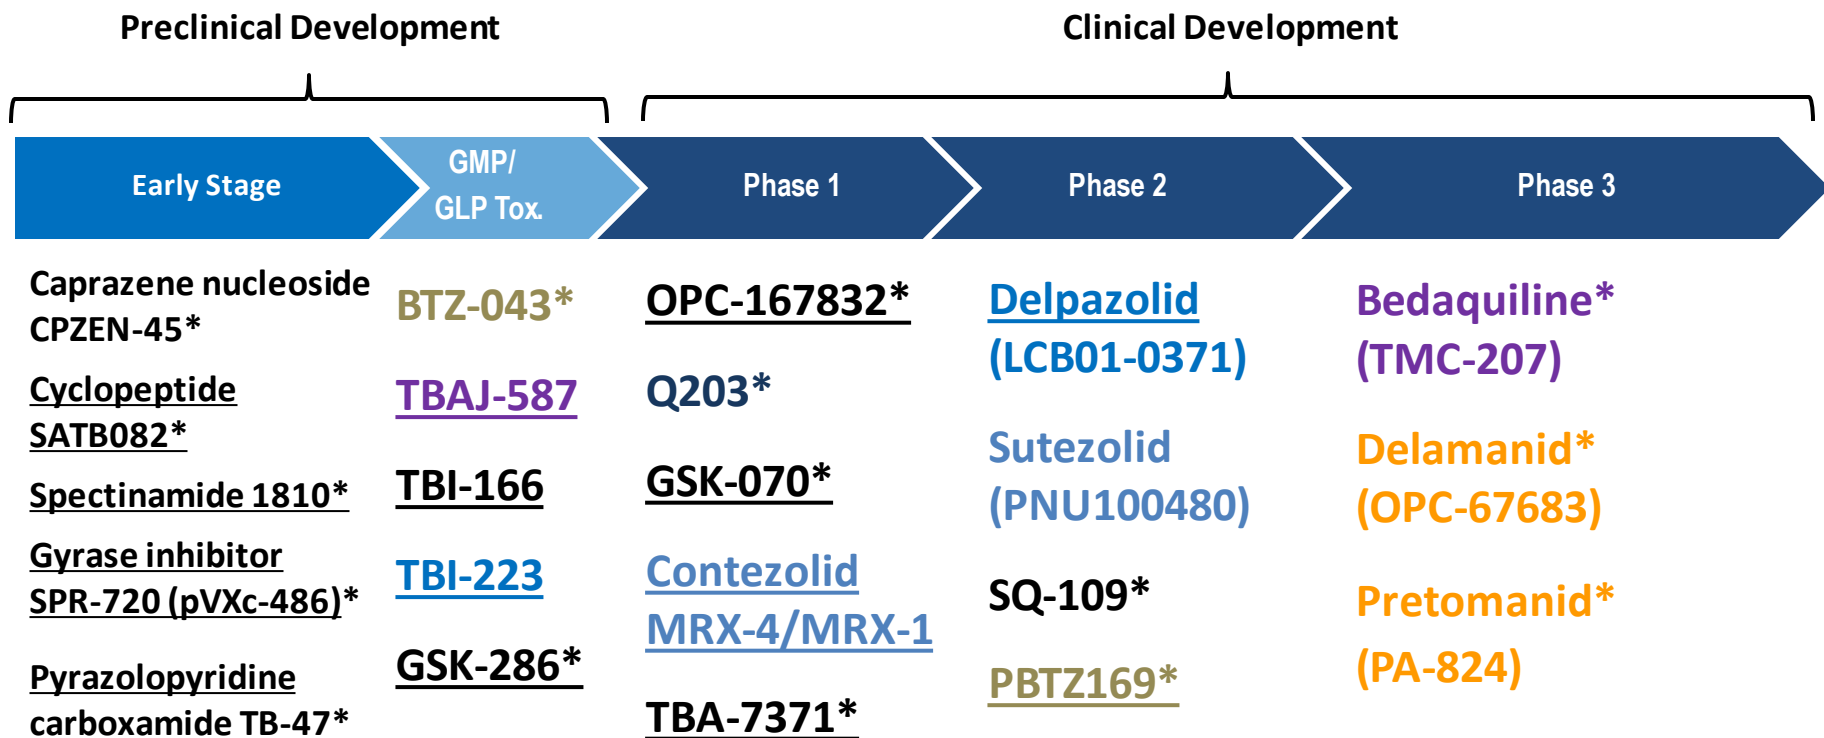 Preclinical Development
Clinical Development
Early Stage
GMP/
GLP Tox.
Phase 1
Phase 2
Phase 3
Caprazene nucleoside
CPZEN-45*
Cyclopeptide
SATB082*
Spectinamide 1810*
Gyrase inhibitor
SPR-720 (pVXc-486)*
Pyrazolopyridine
carboxamide TB-47*
BTZ-043*
TBAJ-587
TBI-166
TBI-223
GSK-286*
OPC-167832*
Q203*
GSK-070*
Contezolid
MRX-4/MRX-1
TBA-7371*
Delpazolid
(LCB01-0371)
Sutezolid
(PNU100480)
SQ-109*
PBTZ169*
Bedaquiline*
(TMC-207)
Delamanid*
(OPC-67683)
Pretomanid*
(PA-824)